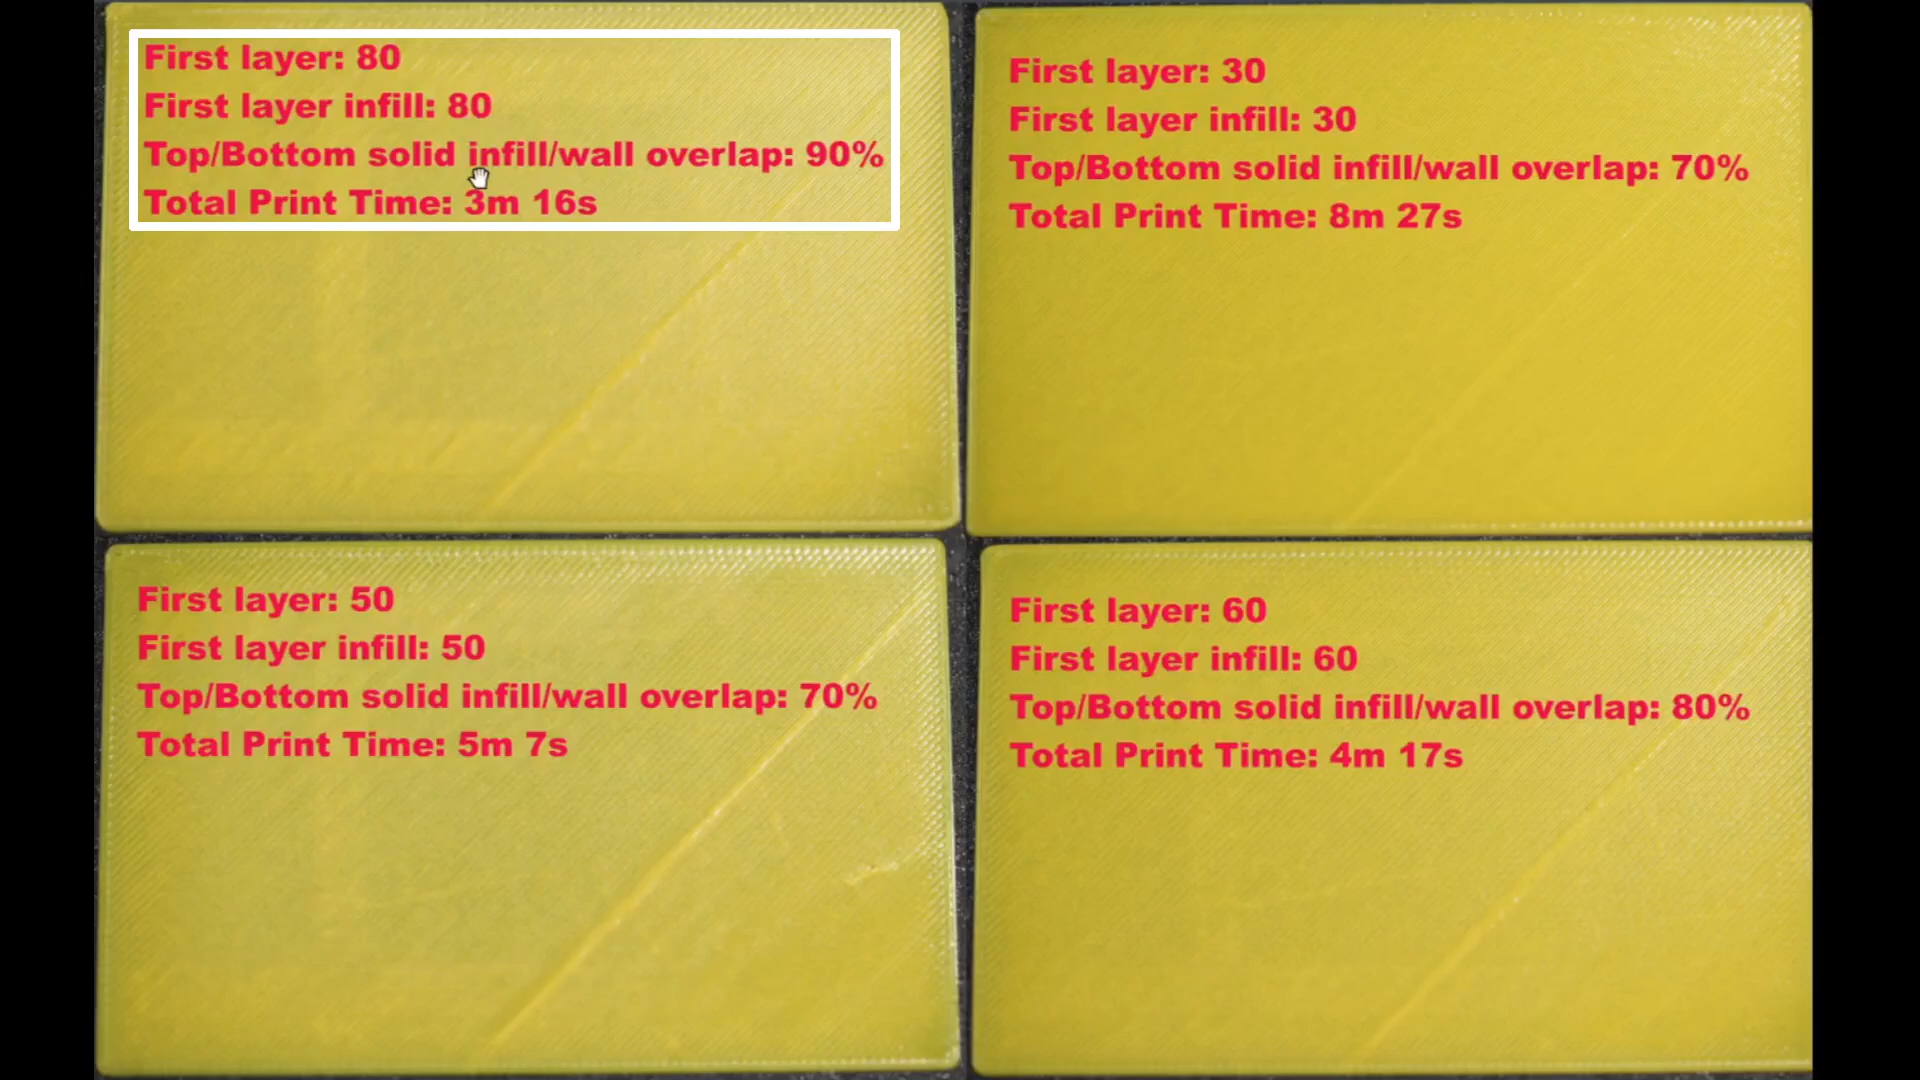 First layer: 80
First layer infill: 80
Top/Bottom solid infill/wall overlap: 90%
Total Print Time: 3m 16s
First layer: 30
First layer infill: 30
Top/Bottom solid infill/wall overlap: 70%
Total Print Time: 8m 27s
First layer: 50
First layer infill: 50
Top/Bottom solid infill/wall overlap: 70%
Total Print Time: 5m 7s
First layer: 60
First layer infill: 60
Top/Bottom solid infill/wall overlap: 80%
Total Print Time: 4m 17s